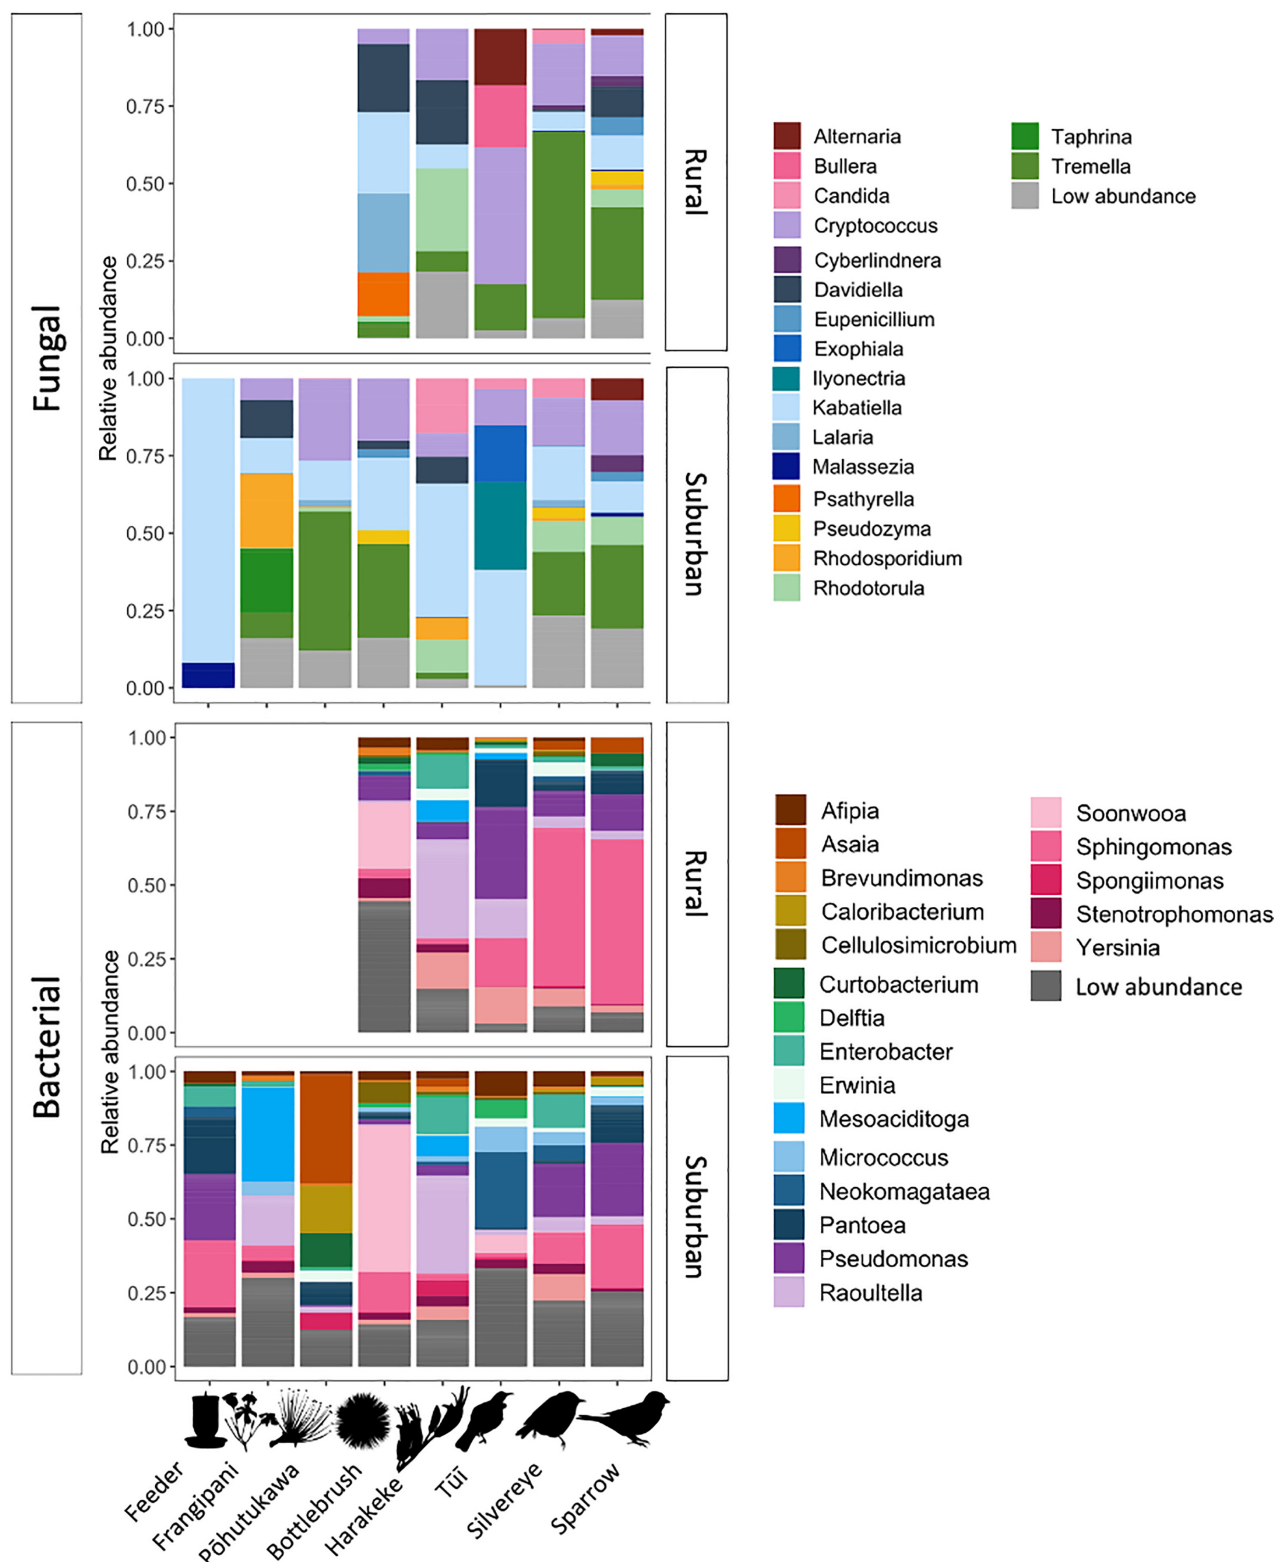 Fungal
Relative abundance
1.00
0.75
0.50
0.25
0.00
Rural
Relative abundance
1.00
0.75
0.50
0.25
0.00
Suburban
Alternaria
Bullera
Candida
Cryptococcus
Cyberlindnera
Davidiella
Eupenicillium
Exophiala
Ilyonectria
Kabatiella
Lalaria
Malassezia
Psathyrella
Pseudozyma
Rhodosporidium
Rhodotorula
Taphrina
Tremella
Low abundance
Bacterial
Relative abundance
1.00
0.75
0.50
0.25
0.00
Rural
Relative abundance
1.00
0.75
0.50
0.25
0.00
Suburban
Afipia
Asaia
Brevundimonas
Caloribacterium
Cellulosimicrobium
Curtobacterium
Delftia
Enterobacter
Erwinia
Mesoaciditoga
Micrococcus
Neokomagataea
Pantoea
Pseudomonas
Raoultella
Soonwooa
Sphingomonas
Spongiimonas
Stenotrophomonas
Yersinia
Low abundance
Feeder
Frangipani
Pōhutukawa
Bottlebrush
Harakeke
Tūī
Silvereye
Sparrow